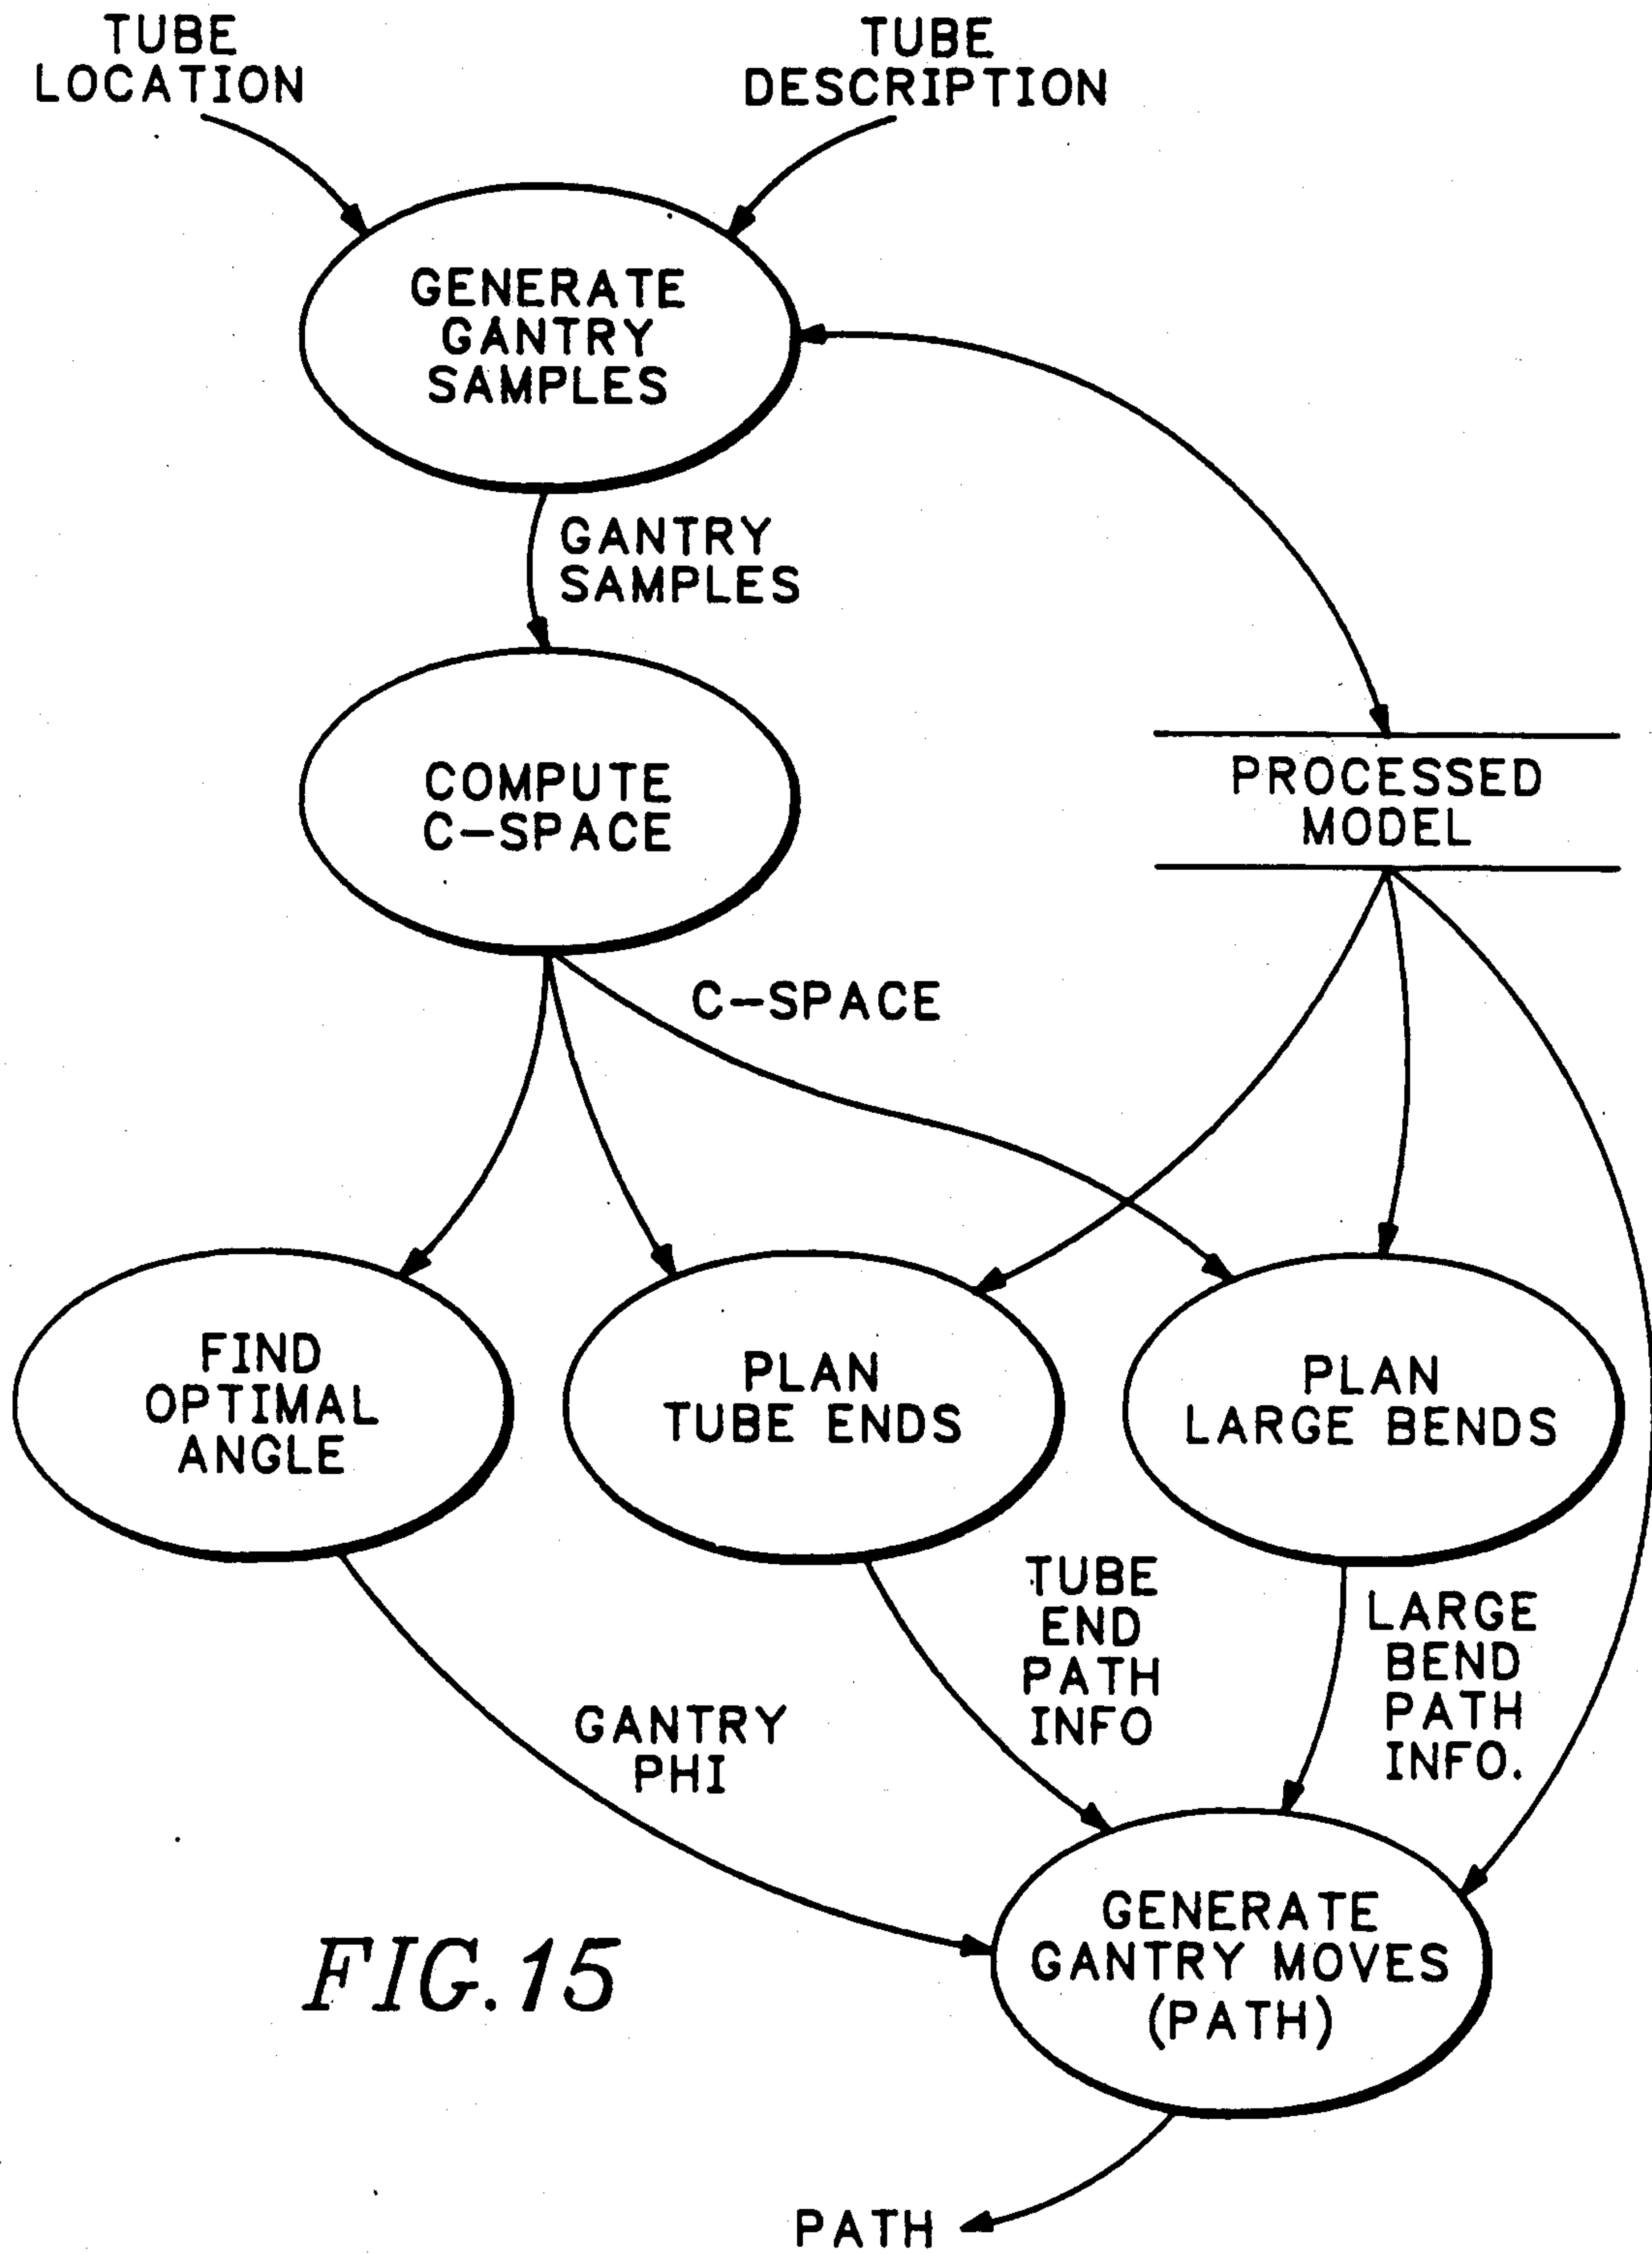 TUBE
LOCATION
TUBE
DESCRIPTION
GENERATE
GANTRY
SAMPLES
GANTRY
SAMPLES
COMPUTE
C-SPACE
PROCESSED
MODEL
C-SPACE
FIND
OPTIMAL
ANGLE
PLAN
TUBE ENDS
PLAN
LARGE BENDS
TUBE
END
PATH
INFO
LARGE
BEND
PATH
INFO.
GANTRY
PHI
GENERATE
GANTRY MOVES
(PATH)
FIG.15
PATH